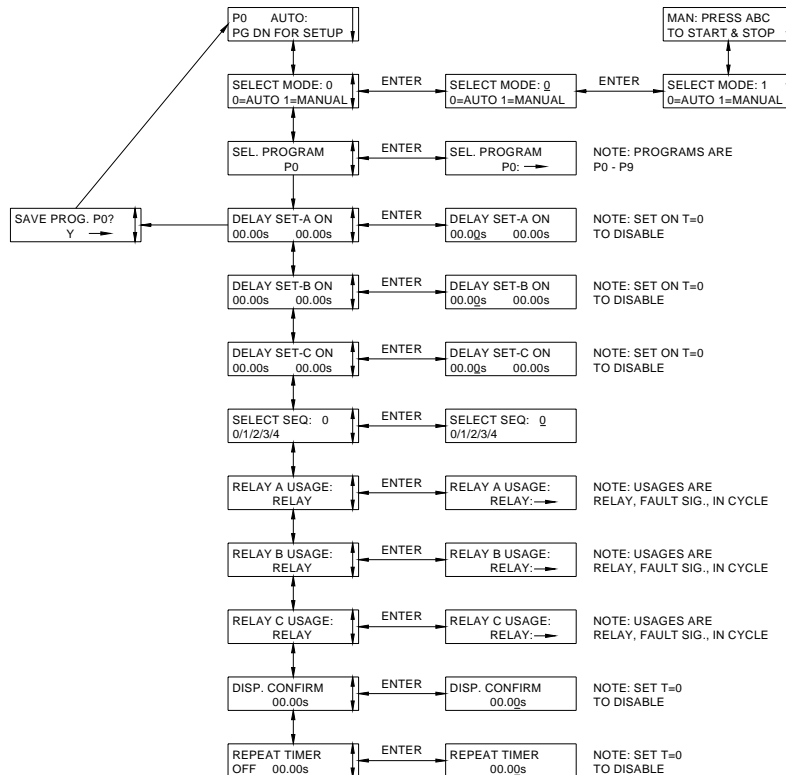 P0 AUTO:
PG DN FOR SETUP
MAN: PRESS ABC
TO START & STOP
SELECT MODE: 0
0=AUTO 1=MANUAL
ENTER
SELECT MODE: 0
0=AUTO 1=MANUAL
ENTER
SELECT MODE: 1
0=AUTO 1=MANUAL
SEL. PROGRAM
P0
ENTER
SEL. PROGRAM
P0:
NOTE: PROGRAMS ARE
P0 - P9
SAVE PROG. P0?
Y
DELAY SET-A ON
00.00s 00.00s
ENTER
DELAY SET-A ON
00.00s 00.00s
NOTE: SET ON T=0
TO DISABLE
DELAY SET-B ON
00.00s 00.00s
ENTER
DELAY SET-B ON
00.00s 00.00s
NOTE: SET ON T=0
TO DISABLE
DELAY SET-C ON
00.00s 00.00s
ENTER
DELAY SET-C ON
00.00s 00.00s
NOTE: SET ON T=0
TO DISABLE
SELECT SEQ: 0
0/1/2/3/4
ENTER
SELECT SEQ: 0
0/1/2/3/4
RELAY A USAGE:
RELAY
ENTER
RELAY A USAGE:
RELAY:
NOTE: USAGES ARE
RELAY, FAULT SIG., IN CYCLE
RELAY B USAGE:
RELAY
ENTER
RELAY B USAGE:
RELAY:
NOTE: USAGES ARE
RELAY, FAULT SIG., IN CYCLE
RELAY C USAGE:
RELAY
ENTER
RELAY C USAGE:
RELAY:
NOTE: USAGES ARE
RELAY, FAULT SIG., IN CYCLE
DISP. CONFIRM
00.00s
ENTER
DISP. CONFIRM
00.00s
NOTE: SET T=0
TO DISABLE
REPEAT TIMER
OFF 00.00s
ENTER
REPEAT TIMER
00.00s
NOTE: SET T=0
TO DISABLE